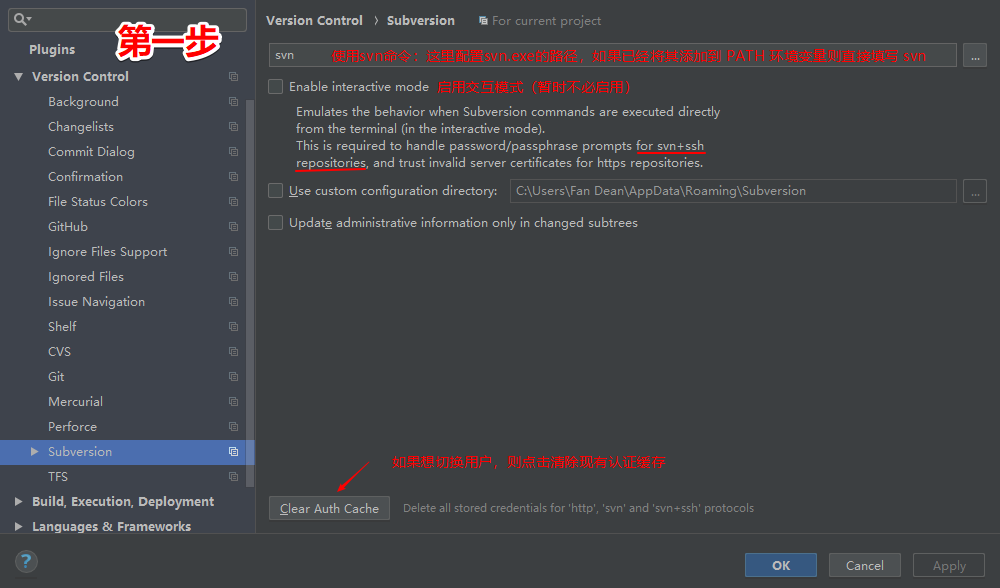 第一步
Plugins
Version Control
Background
Changelists
Commit Dialog
Confirmation
File Status Colors
GitHub
Ignore Files Support
Ignored Files
Issue Navigation
Shelf
CVS
Git
Mercurial
Perforce
Subversion
TFS
Build, Execution, Deployment
Languages & Frameworks
Version Control › Subversion For current project
svn 使用svn命令：这里配置svn.exe的路径，如果已经将其添加到 PATH 环境变量则直接填写 svn
...
Enable interactive mode 启用交互模式（暂时不必启用）
Emulates the behavior when Subversion commands are executed directly
from the terminal (in the interactive mode).
This is required to handle password/passphrase prompts for svn+ssh
repositories, and trust invalid server certificates for https repositories.
Use custom configuration directory: C:\Users\Fan Dean\AppData\Roaming\Subversion ...
Update administrative information only in changed subtrees
如果想切换用户，则点击清除现有认证缓存
Clear Auth Cache Delete all stored credentials for 'http', 'svn' and 'svn+ssh' protocols
? OK Cancel Apply